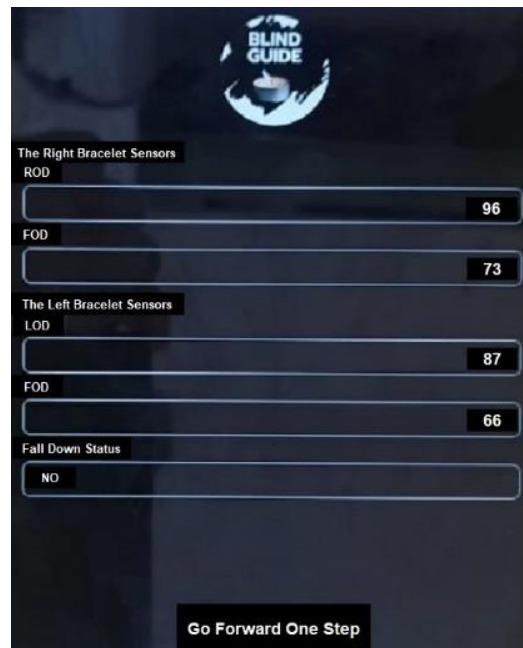 BLIND
GUIDE
The Right Bracelet Sensors
ROD
96
FOD
73
The Left Bracelet Sensors
LOD
87
FOD
66
Fall Down Status
NO
Go Forward One Step